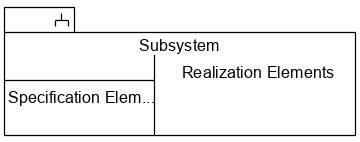 Subsystem
Realization Elements
Specification Elem...